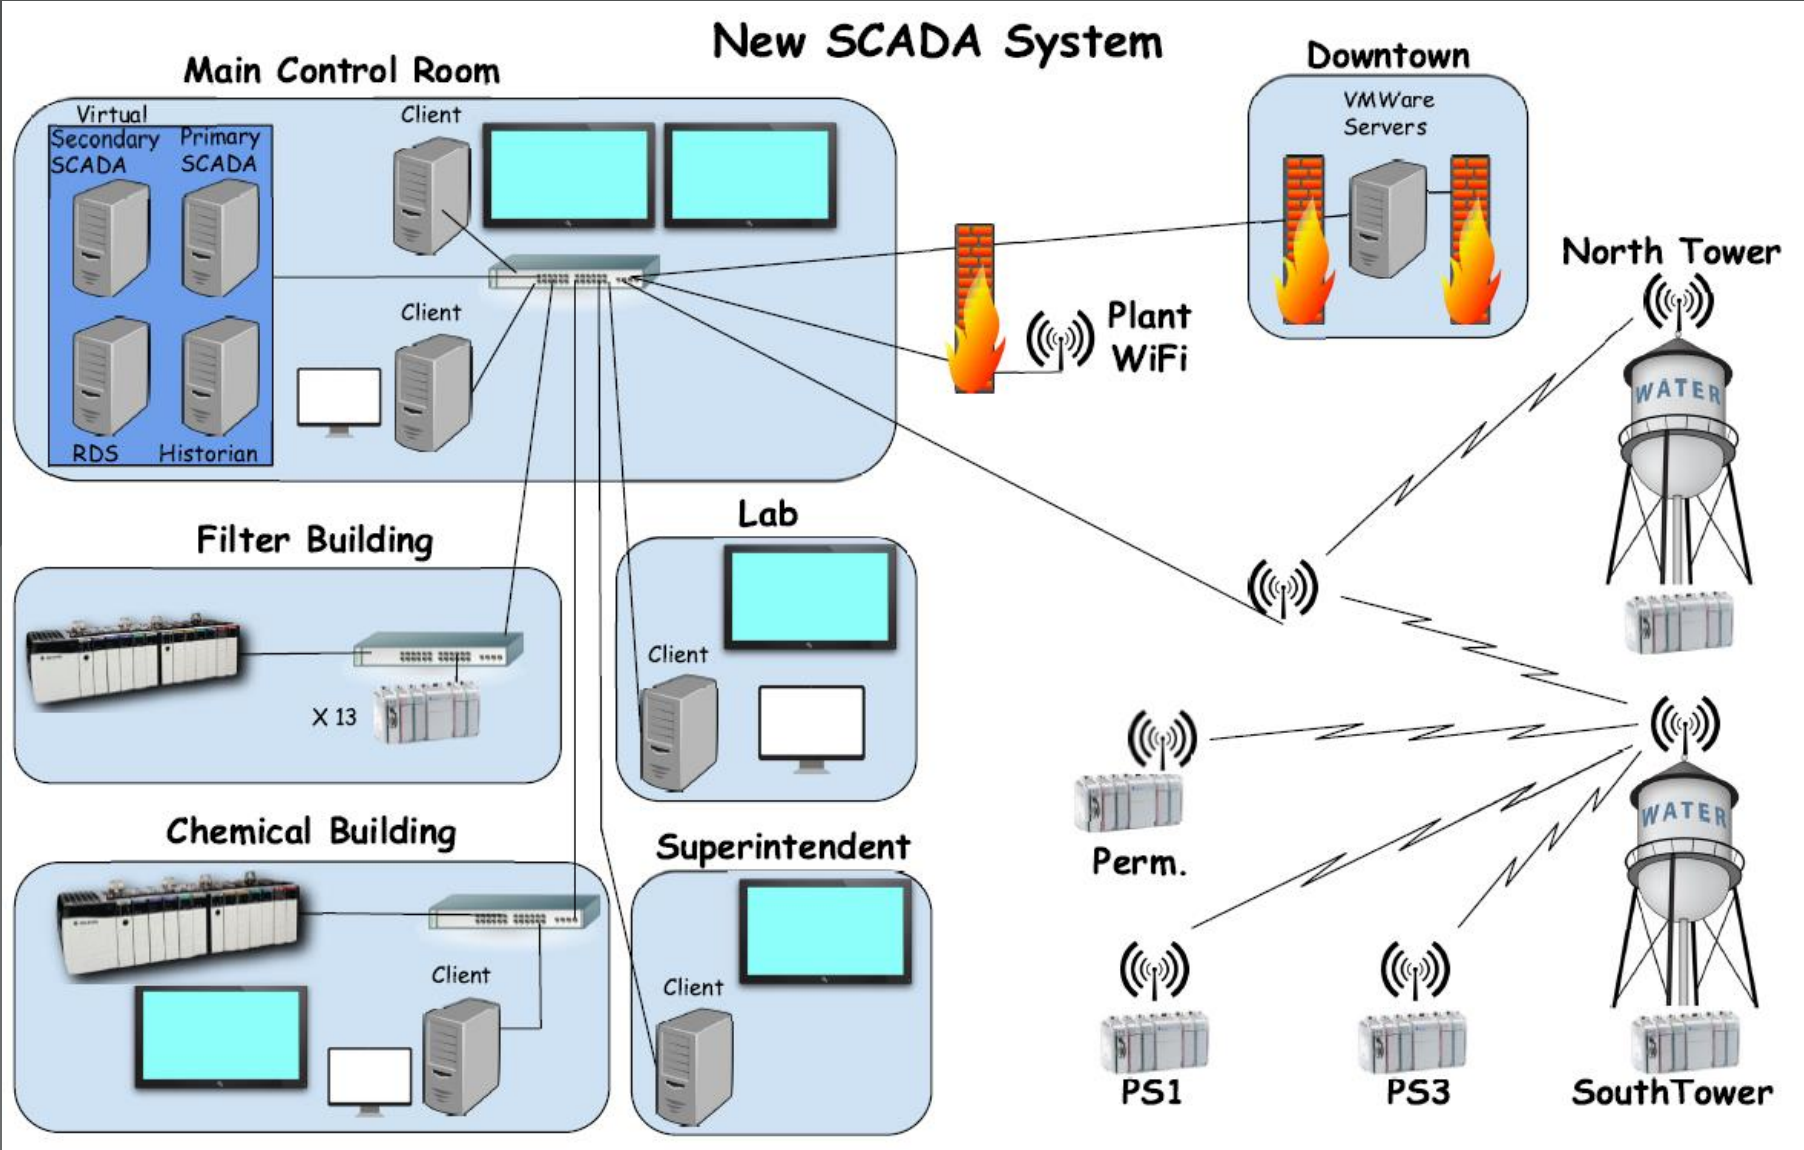 New SCADA System
Main Control Room
Virtual
Secondary
SCADA
Primary
SCADA
RDS
Historian
Client
Client
Downtown
VMWare
Servers
Plant
WiFi
North Tower
WATER
Filter Building
X 13
Lab
Client
Chemical Building
Client
Superintendent
Client
Perm.
PS1
PS3
WATER
SouthTower